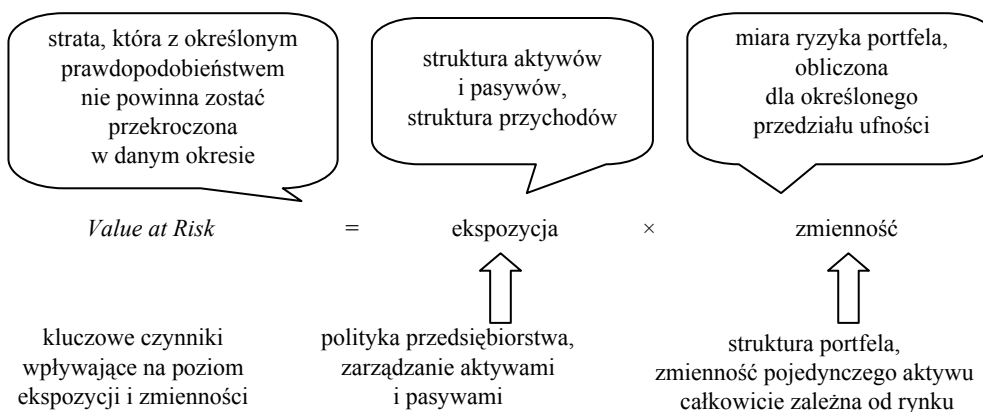 strata, która z określonym
prawdopodobieństwem
nie powinna zostać
przekroczona
w danym okresie
struktura aktywów
i pasywów,
struktura przychodów
miara ryzyka portfela,
obliczona
dla określonego
przedziału ufności
Value at Risk = ekspozycja × zmienność
kluczowe czynniki
wpływające na poziom
ekspozycji i zmienności
polityka przedsiębiorstwa,
zarządzanie aktywami
i pasywami
struktura portfela,
zmienność pojedynczego aktywu
całkowicie zależna od rynku